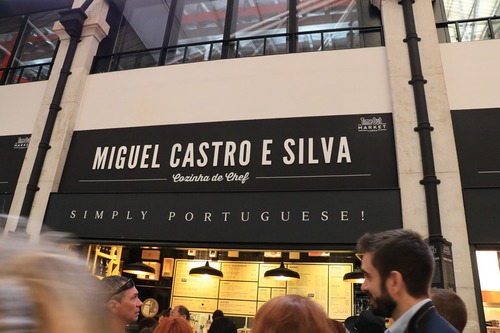 Time Out
MARKET
MIGUEL CASTRO E SILVA
Cozinha de Chef
SIMPLY PORTUGUESE!